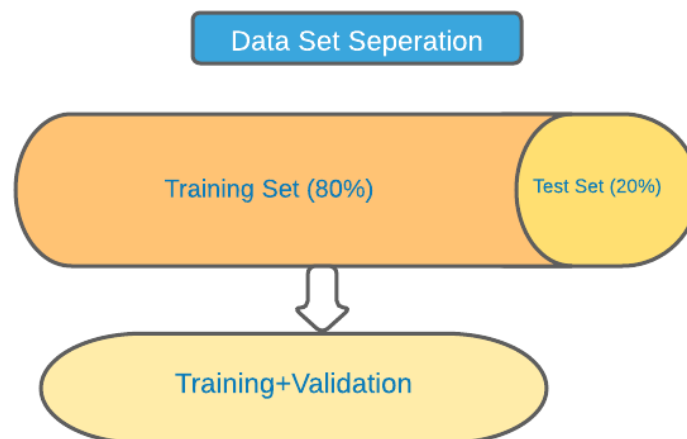 Data Set Seperation
Training Set (80%)
Test Set (20%)
Training+Validation